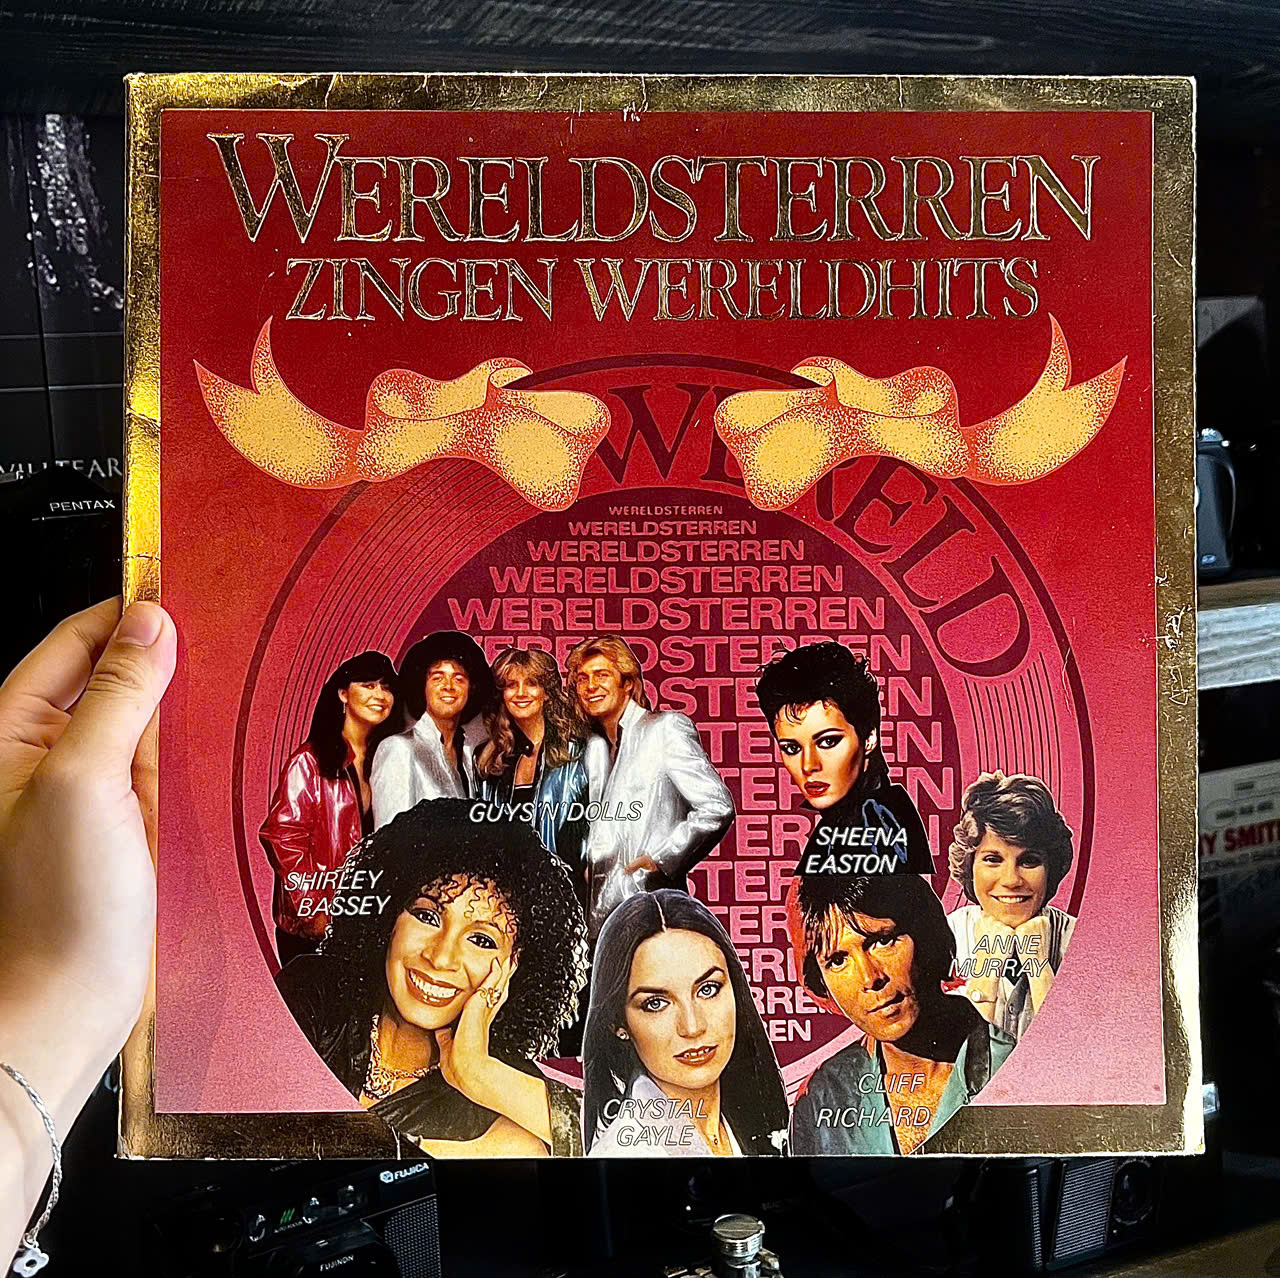 WERELDSTERREN
ZINGEN WERELDHITS
WERELD
WERELDSTERREN
WERELDSTERREN
WERELDSTERREN
WERELDSTERREN
WERELDSTERREN
GUYS'N'DOLLS
SHEENA
EASTON
SHIRLEY
BASSEY
ANNE
MURRAY
CRYSTAL
GAYLE
CLIFF
RICHARD
PENTAX
FUJICA
FUJINON